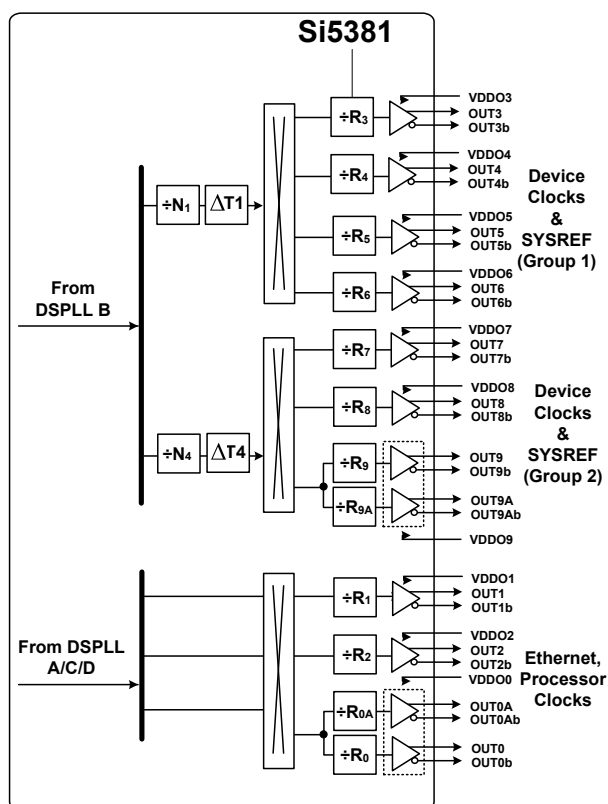 Si5381
÷R3
VDDO3
OUT3
OUT3b
÷R4
VDDO4
OUT4
OUT4b
÷N1
ΔT1
÷R5
VDDO5
OUT5
OUT5b
÷R6
VDDO6
OUT6
OUT6b
Device
Clocks
&
SYSREF
(Group 1)
From
DSPLL B
÷R7
VDDO7
OUT7
OUT7b
÷R8
VDDO8
OUT8
OUT8b
÷N4
ΔT4
÷R9
OUT9
OUT9b
÷R9A
OUT9A
OUT9Ab
VDDO9
Device
Clocks
&
SYSREF
(Group 2)
From DSPLL
A/C/D
÷R1
VDDO1
OUT1
OUT1b
÷R2
VDDO2
OUT2
OUT2b
VDDO0
÷R0A
OUT0A
OUT0Ab
÷R0
OUT0
OUT0b
Ethernet,
Processor
Clocks